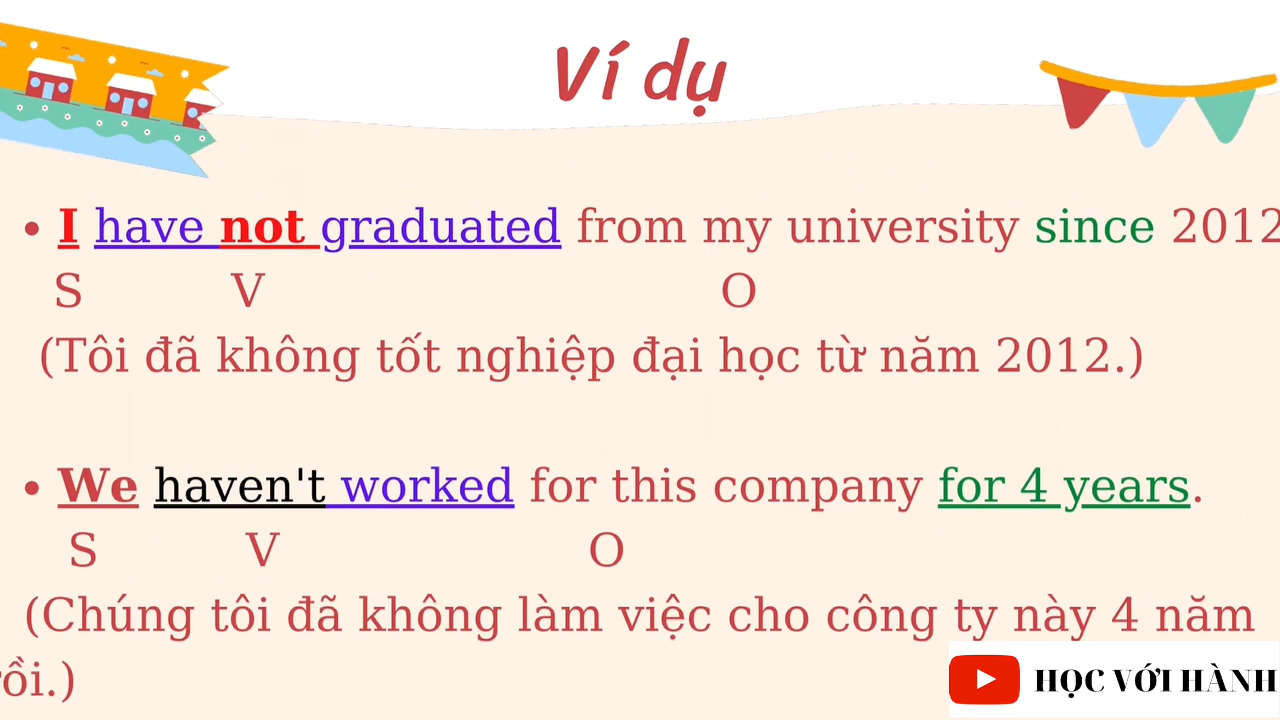 Ví dụ
• I have not graduated from my university since 2012
S V O
(Tôi đã không tốt nghiệp đại học từ năm 2012.)
• We haven't worked for this company for 4 years.
S V O
(Chúng tôi đã không làm việc cho công ty này 4 năm
rồi.)
HỌC VỚI HÀNH